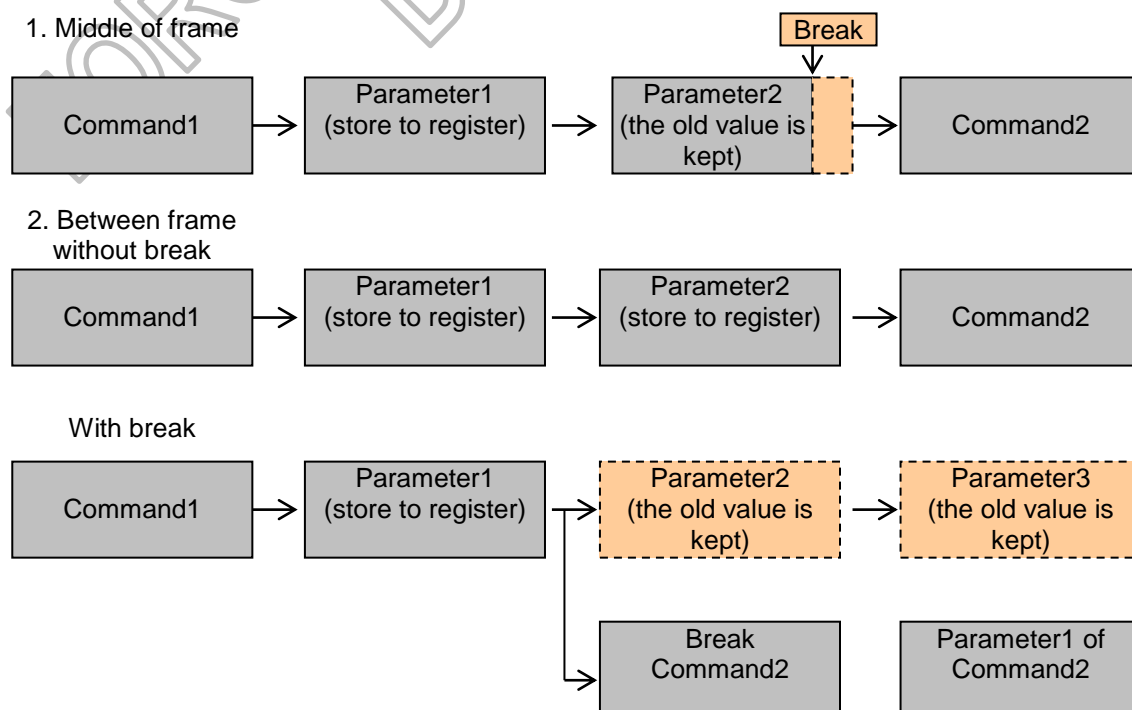 1. Middle of frame
Break
Command1
Parameter1
(store to register)
Parameter2
(the old value is
kept)
Command2
2. Between frame
without break
Command1
Parameter1
(store to register)
Parameter2
(store to register)
Command2
With break
Command1
Parameter1
(store to register)
Parameter2
(the old value is
kept)
Parameter3
(the old value is
kept)
Break
Command2
Parameter1 of
Command2